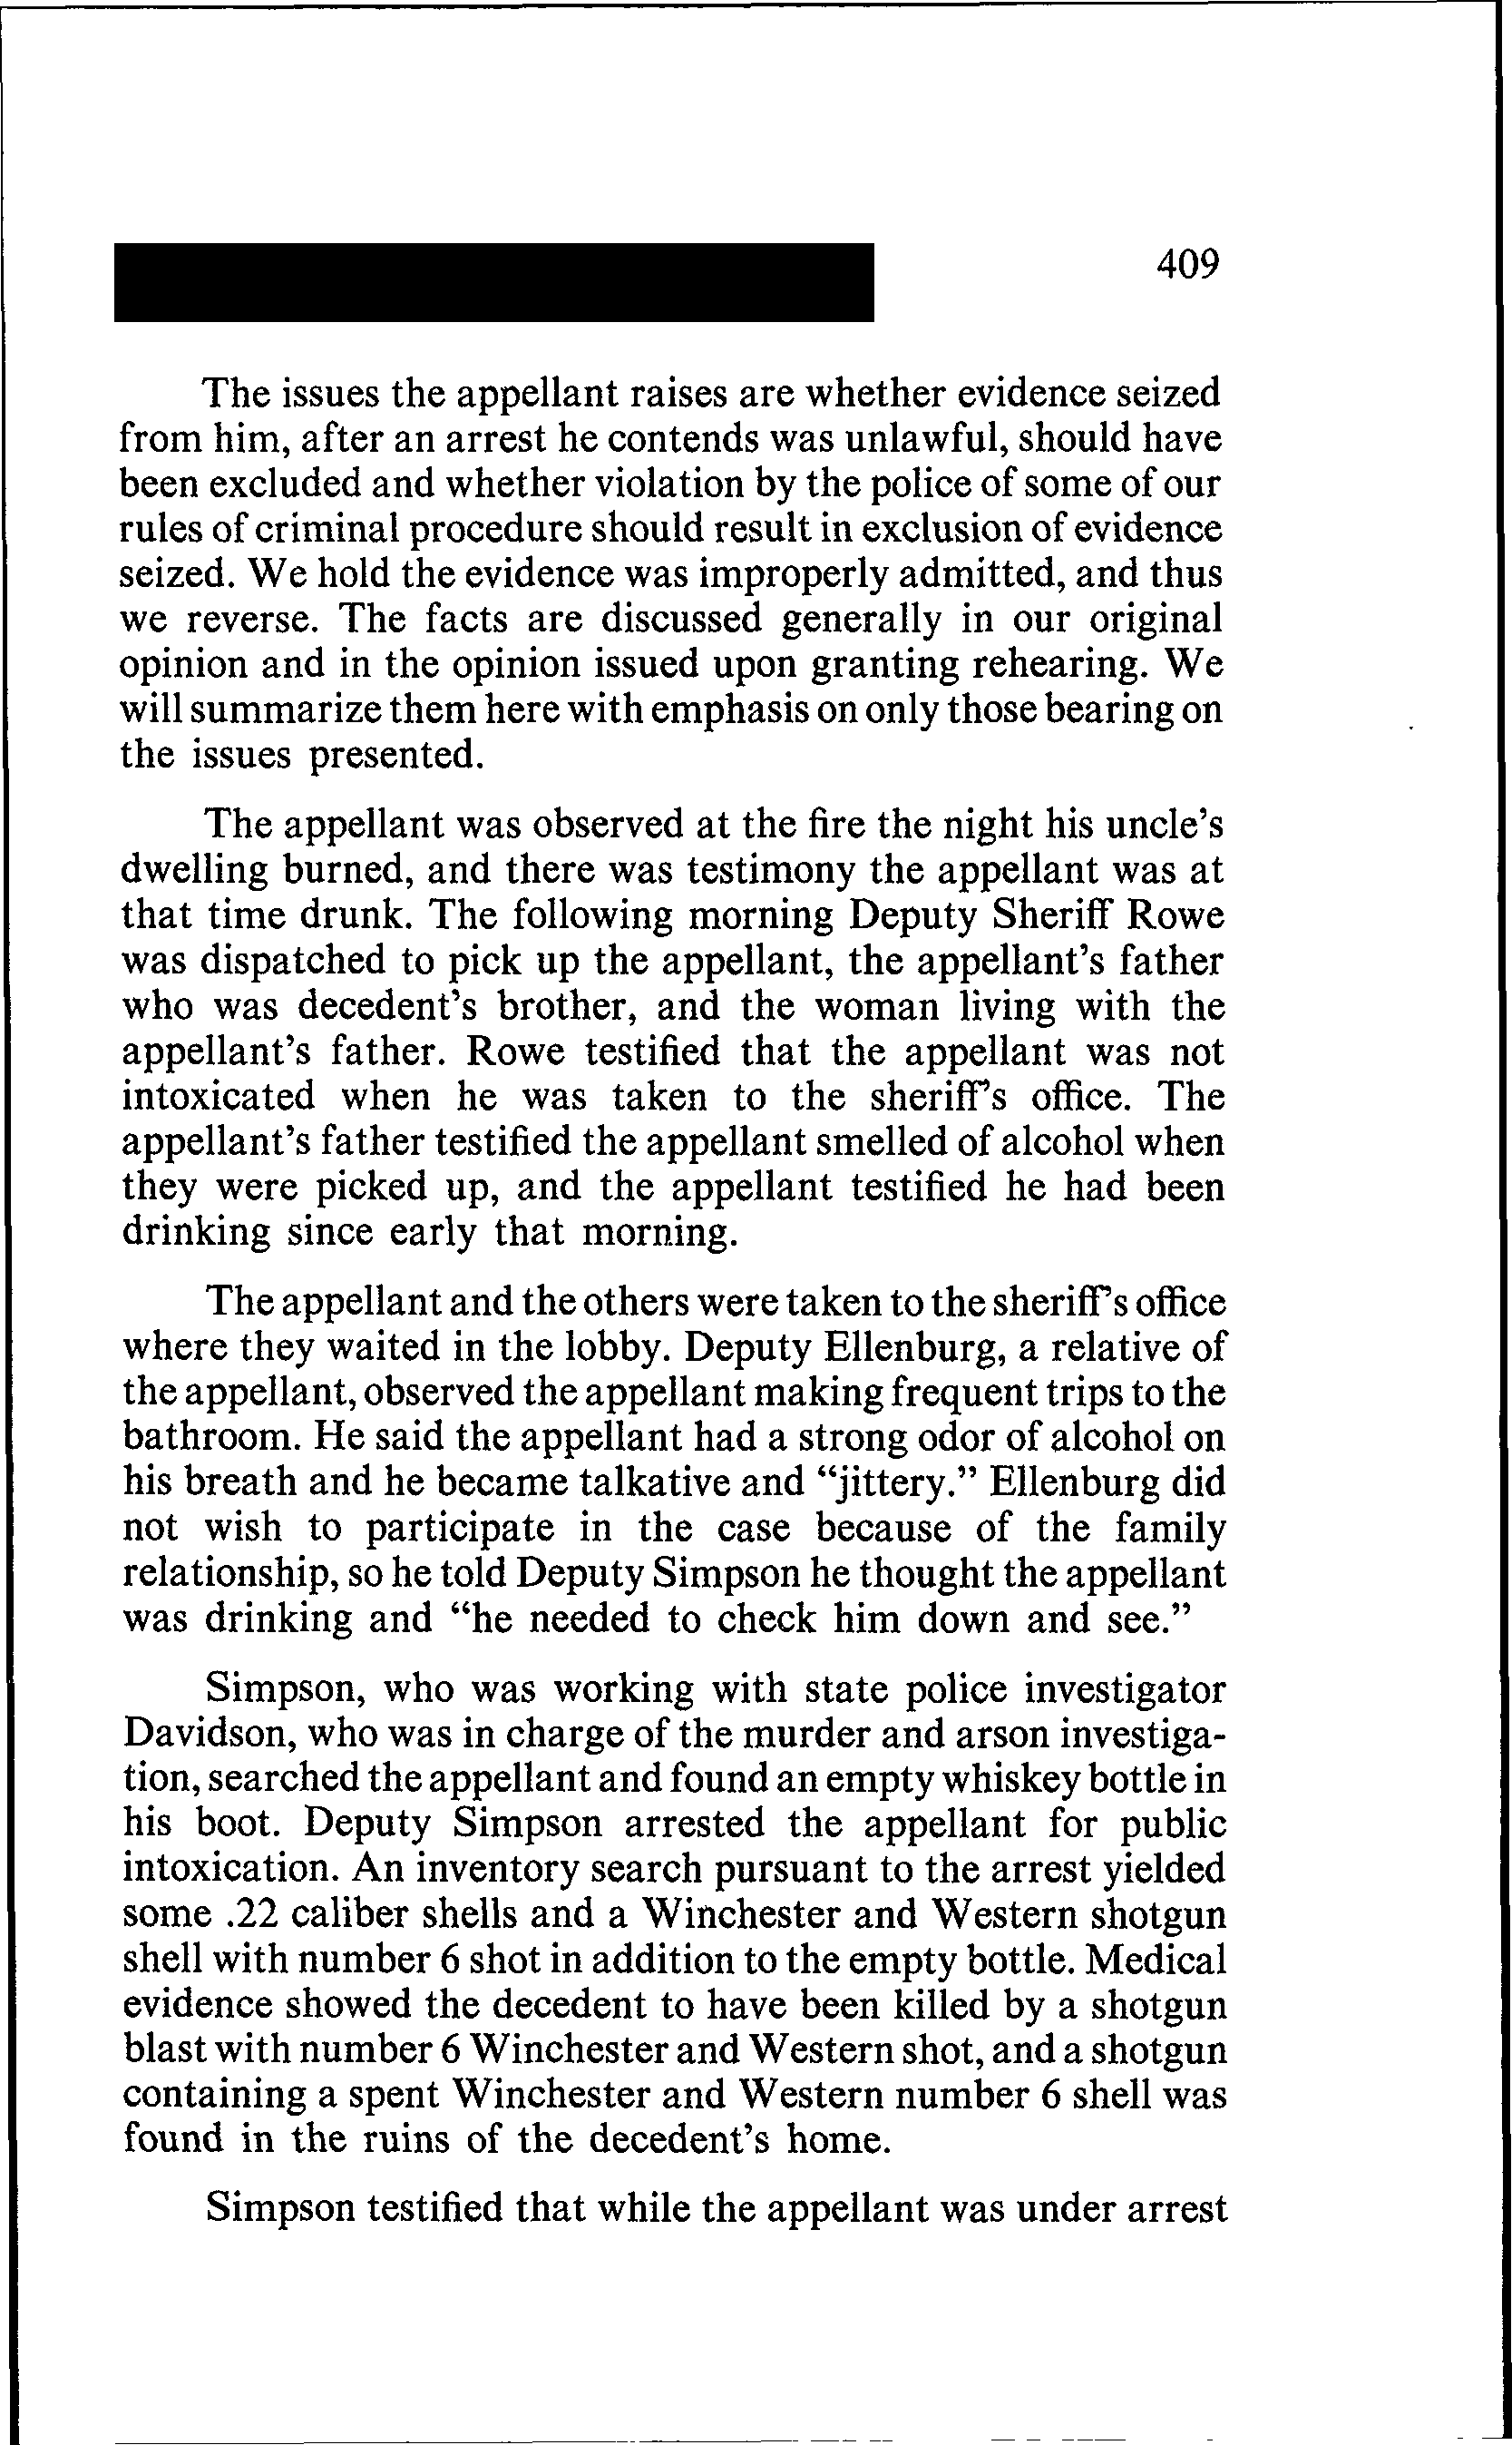 409
The issues the appellant raises are whether evidence seized
from him, after an arrest he contends was unlawful, should have
been excluded and whether violation by the police of some of our
rules of criminal procedure should result in exclusion of evidence
seized. We hold the evidence was improperly admitted, and thus
we reverse. The facts are discussed generally in our original
opinion and in the opinion issued upon granting rehearing. We
will summarize them here with emphasis on only those bearing on
the issues presented.
The appellant was observed at the fire the night his uncle's
dwelling burned, and there was testimony the appellant was at
that time drunk. The following morning Deputy Sheriff Rowe
was dispatched to pick up the appellant, the appellant's father
who was decedent's brother, and the woman living with the
appellant's father. Rowe testified that the appellant was not
intoxicated when he was taken to the sheriff's office. The
appellant's father testified the appellant smelled of alcohol when
they were picked up, and the appellant testified he had been
drinking since early that morning.
The appellant and the others were taken to the sheriff's office
where they waited in the lobby. Deputy Ellenburg, a relative of
the appellant, observed the appellant making frequent trips to the
bathroom. He said the appellant had a strong odor of alcohol on
his breath and he became talkative and “jittery.” Ellenburg did
not wish to participate in the case because of the family
relationship, so he told Deputy Simpson he thought the appellant
was drinking and “he needed to check him down and see.”
Simpson, who was working with state police investigator
Davidson, who was in charge of the murder and arson investiga-
tion, searched the appellant and found an empty whiskey bottle in
his boot. Deputy Simpson arrested the appellant for public
intoxication. An inventory search pursuant to the arrest yielded
some .22 caliber shells and a Winchester and Western shotgun
shell with number 6 shot in addition to the empty bottle. Medical
evidence showed the decedent to have been killed by a shotgun
blast with number 6 Winchester and Western shot, and a shotgun
containing a spent Winchester and Western number 6 shell was
found in the ruins of the decedent's home.
Simpson testified that while the appellant was under arrest